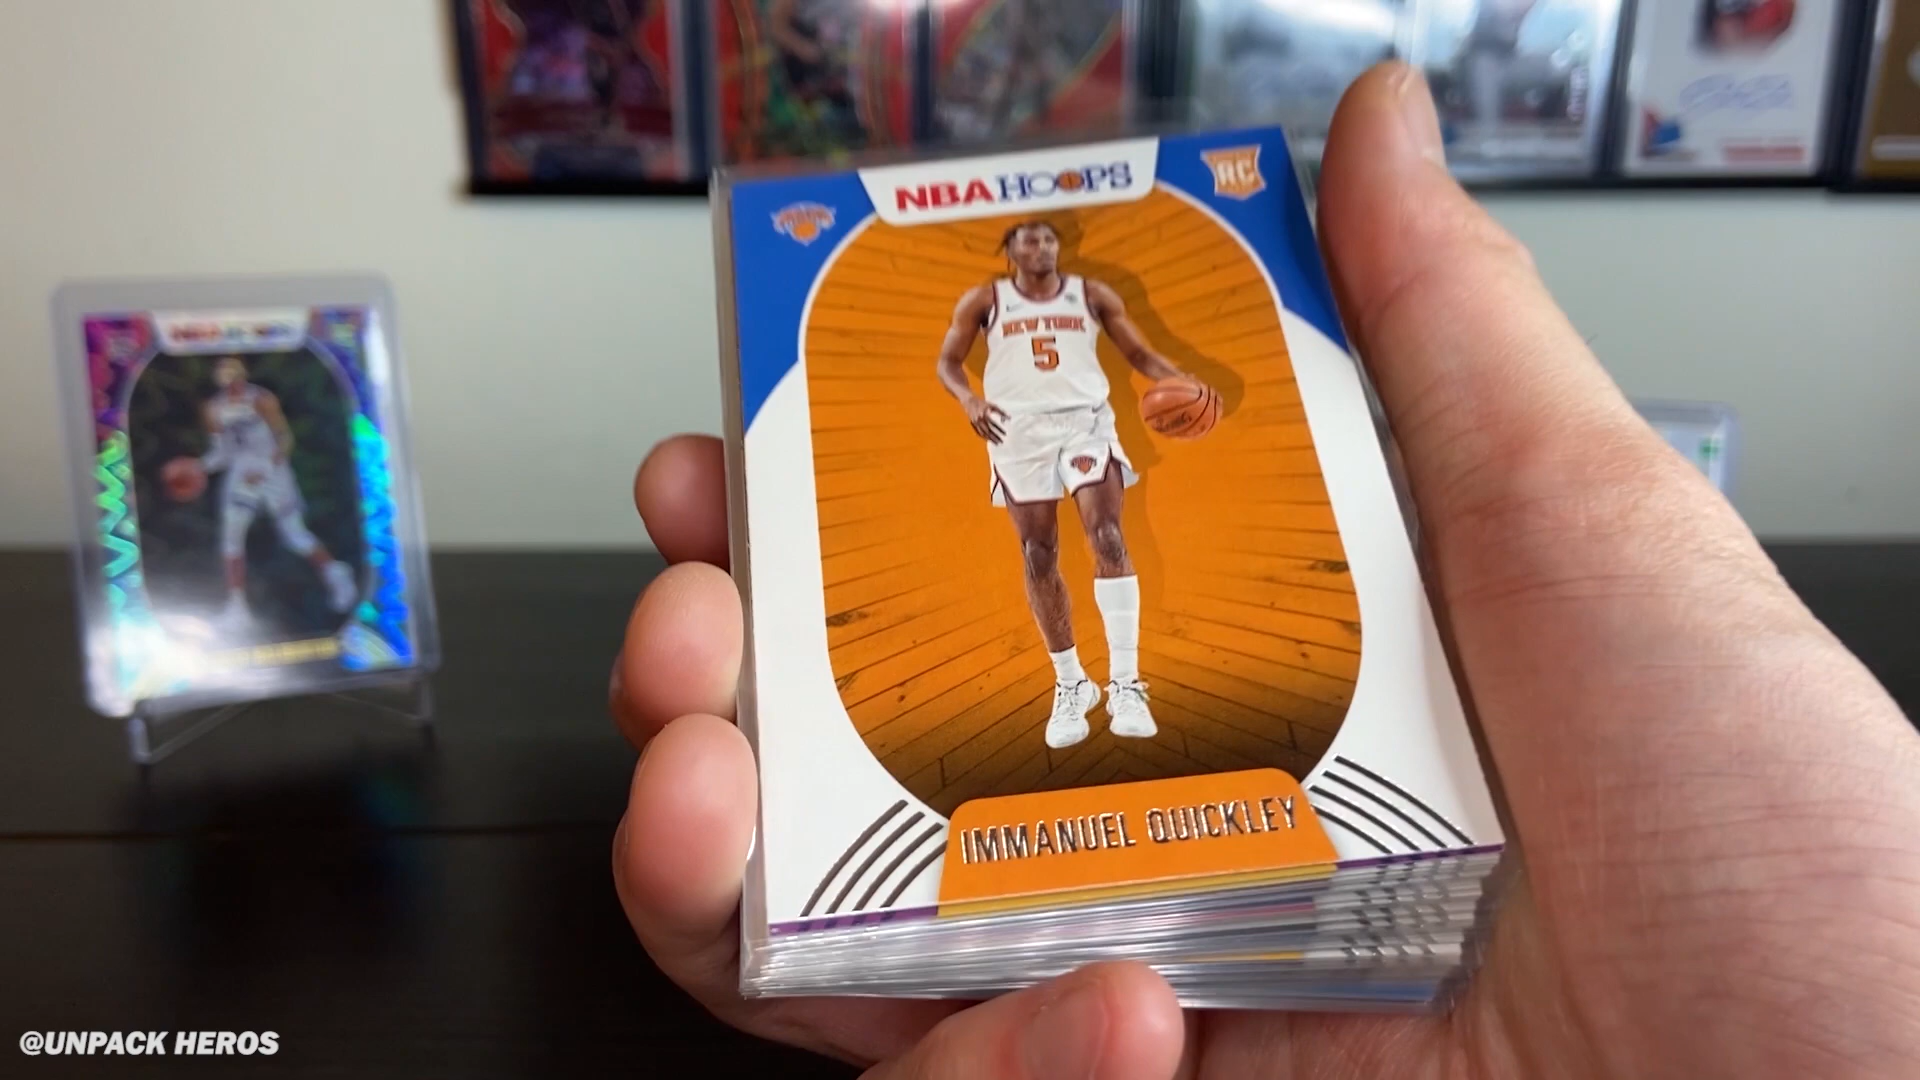 NBA HOOPS
RC
NEW YORK
5
IMMANUEL QUICKLEY
@UNPACK HEROS